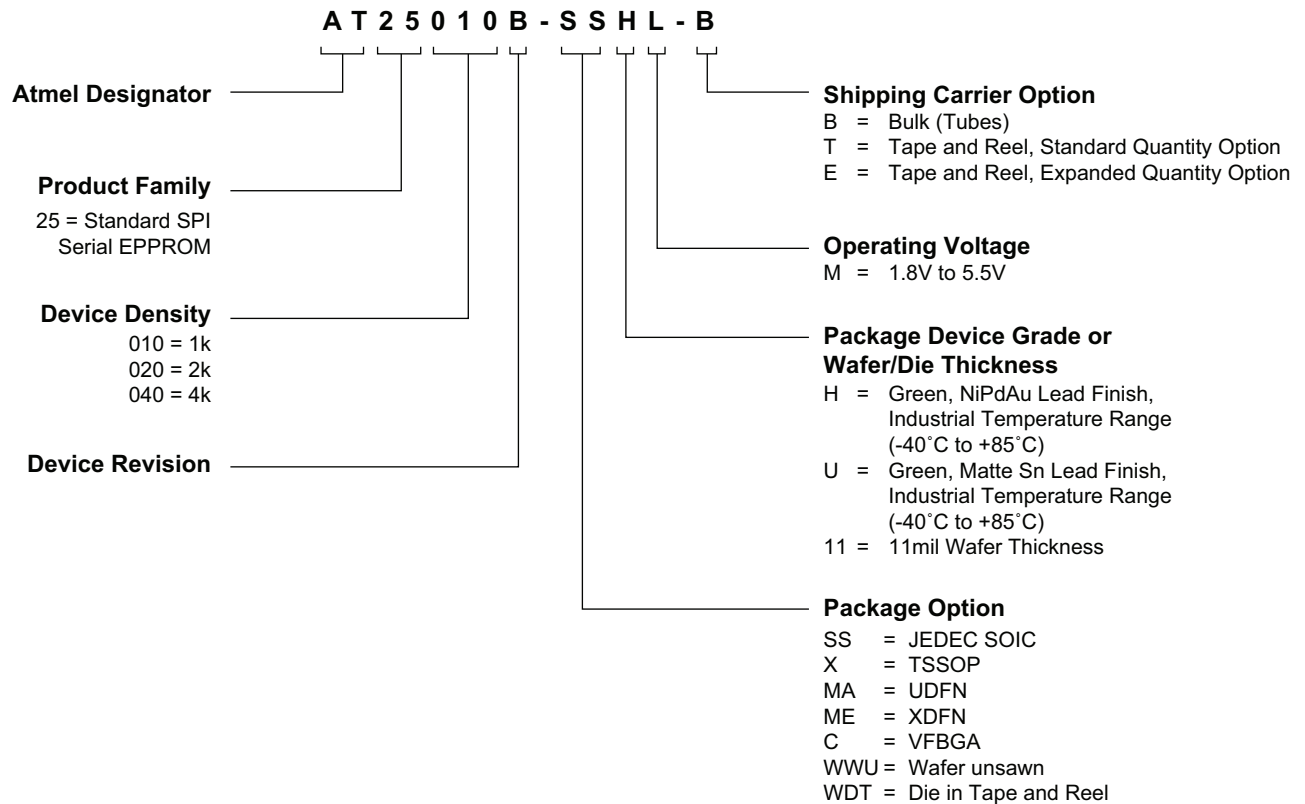 AT25010B-SSHL-B
Atmel Designator
Product Family
25 = Standard SPI
Serial EPPROM
Device Density
010 = 1k
020 = 2k
040 = 4k
Device Revision
Shipping Carrier Option
B = Bulk (Tubes)
T = Tape and Reel, Standard Quantity Option
E = Tape and Reel, Expanded Quantity Option
Operating Voltage
M = 1.8V to 5.5V
Package Device Grade or
Wafer/Die Thickness
H = Green, NiPdAu Lead Finish,
Industrial Temperature Range
(-40˚C to +85˚C)
U = Green, Matte Sn Lead Finish,
Industrial Temperature Range
(-40˚C to +85˚C)
11 = 11mil Wafer Thickness
Package Option
SS = JEDEC SOIC
X = TSSOP
MA = UDFN
ME = XDFN
C = VFBGA
WWU = Wafer unsawn
WDT = Die in Tape and Reel